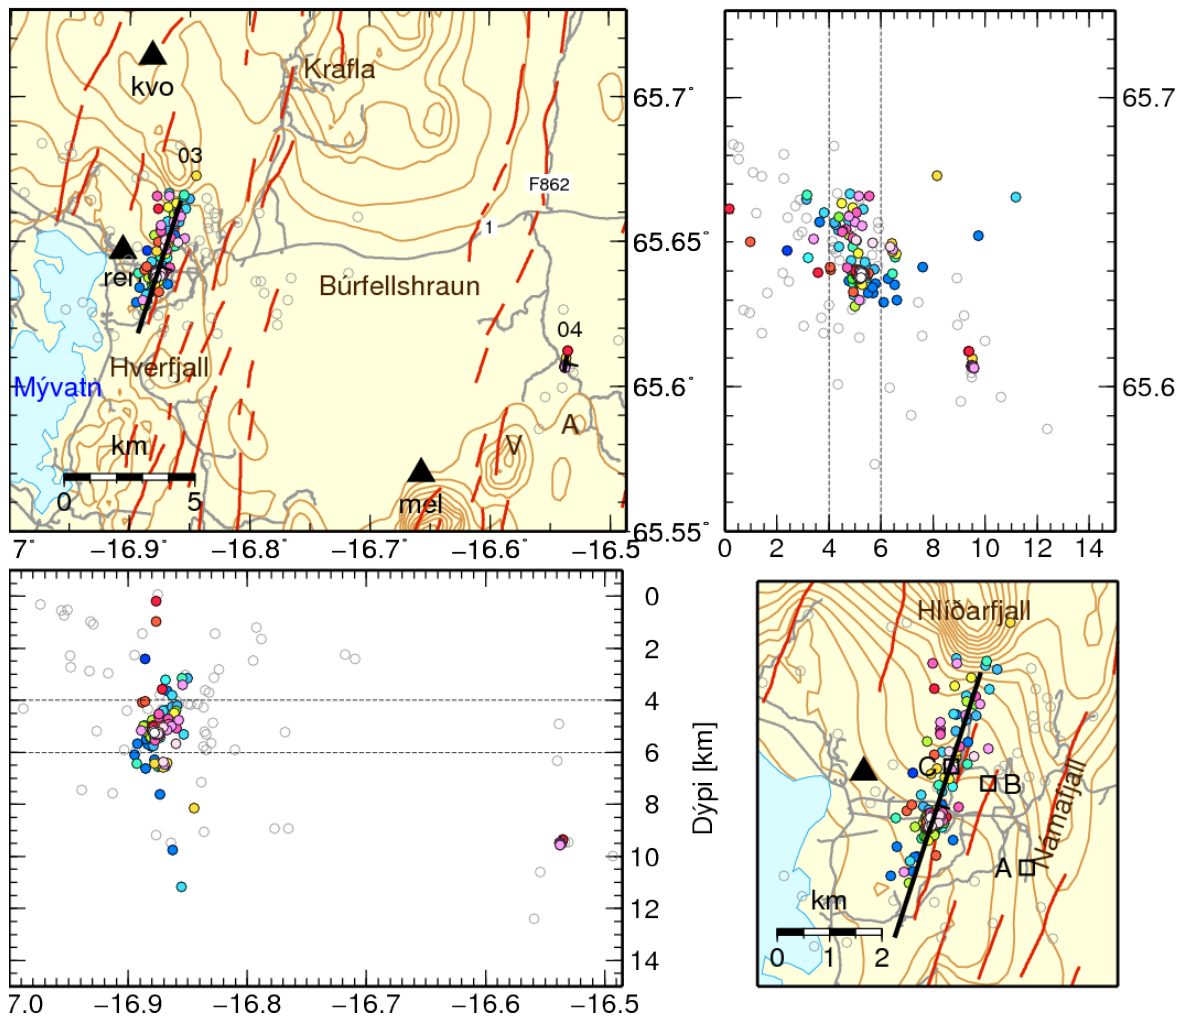 Krafla
kvo
03
F862
1
ren
Búrfellshraun
04
Hverfjall
Mývatn
km
0 5
V
A
mel
65.7°
65.65°
65.6°
65.55°
7° −16.9 −16.8 −16.7 −16.6 −16.5
65.7
65.6
0 2 4 6 8 10 12 14
0
2
4
6
8
10
12
14
Dýpi [km]
7.0 −16.9 −16.8 −16.7 −16.6 −16.5
Hlíðarfjall
C
B
A
Námafjall
km
0 1 2